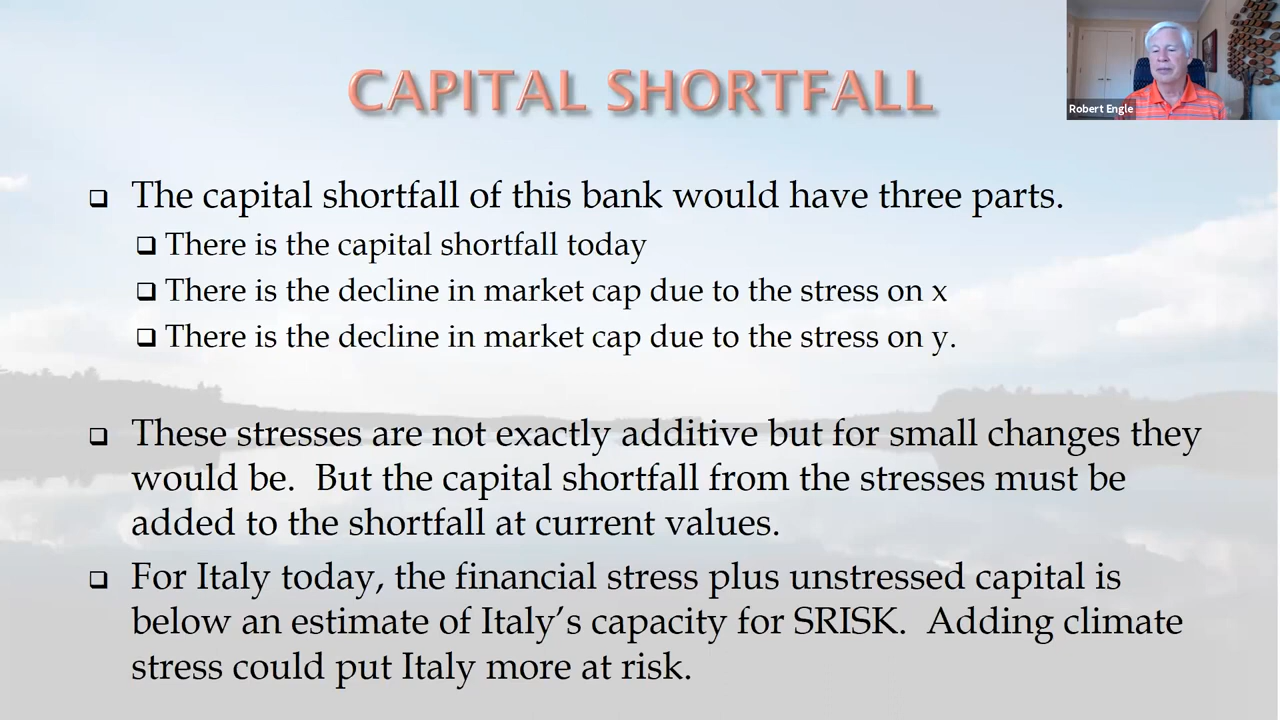 CAPITAL SHORTFALL
Robert Engle
The capital shortfall of this bank would have three parts.
There is the capital shortfall today
There is the decline in market cap due to the stress on x
There is the decline in market cap due to the stress on y.
These stresses are not exactly additive but for small changes they
would be.  But the capital shortfall from the stresses must be
added to the shortfall at current values.
For Italy today, the financial stress plus unstressed capital is
below an estimate of Italy’s capacity for SRISK.  Adding climate
stress could put Italy more at risk.